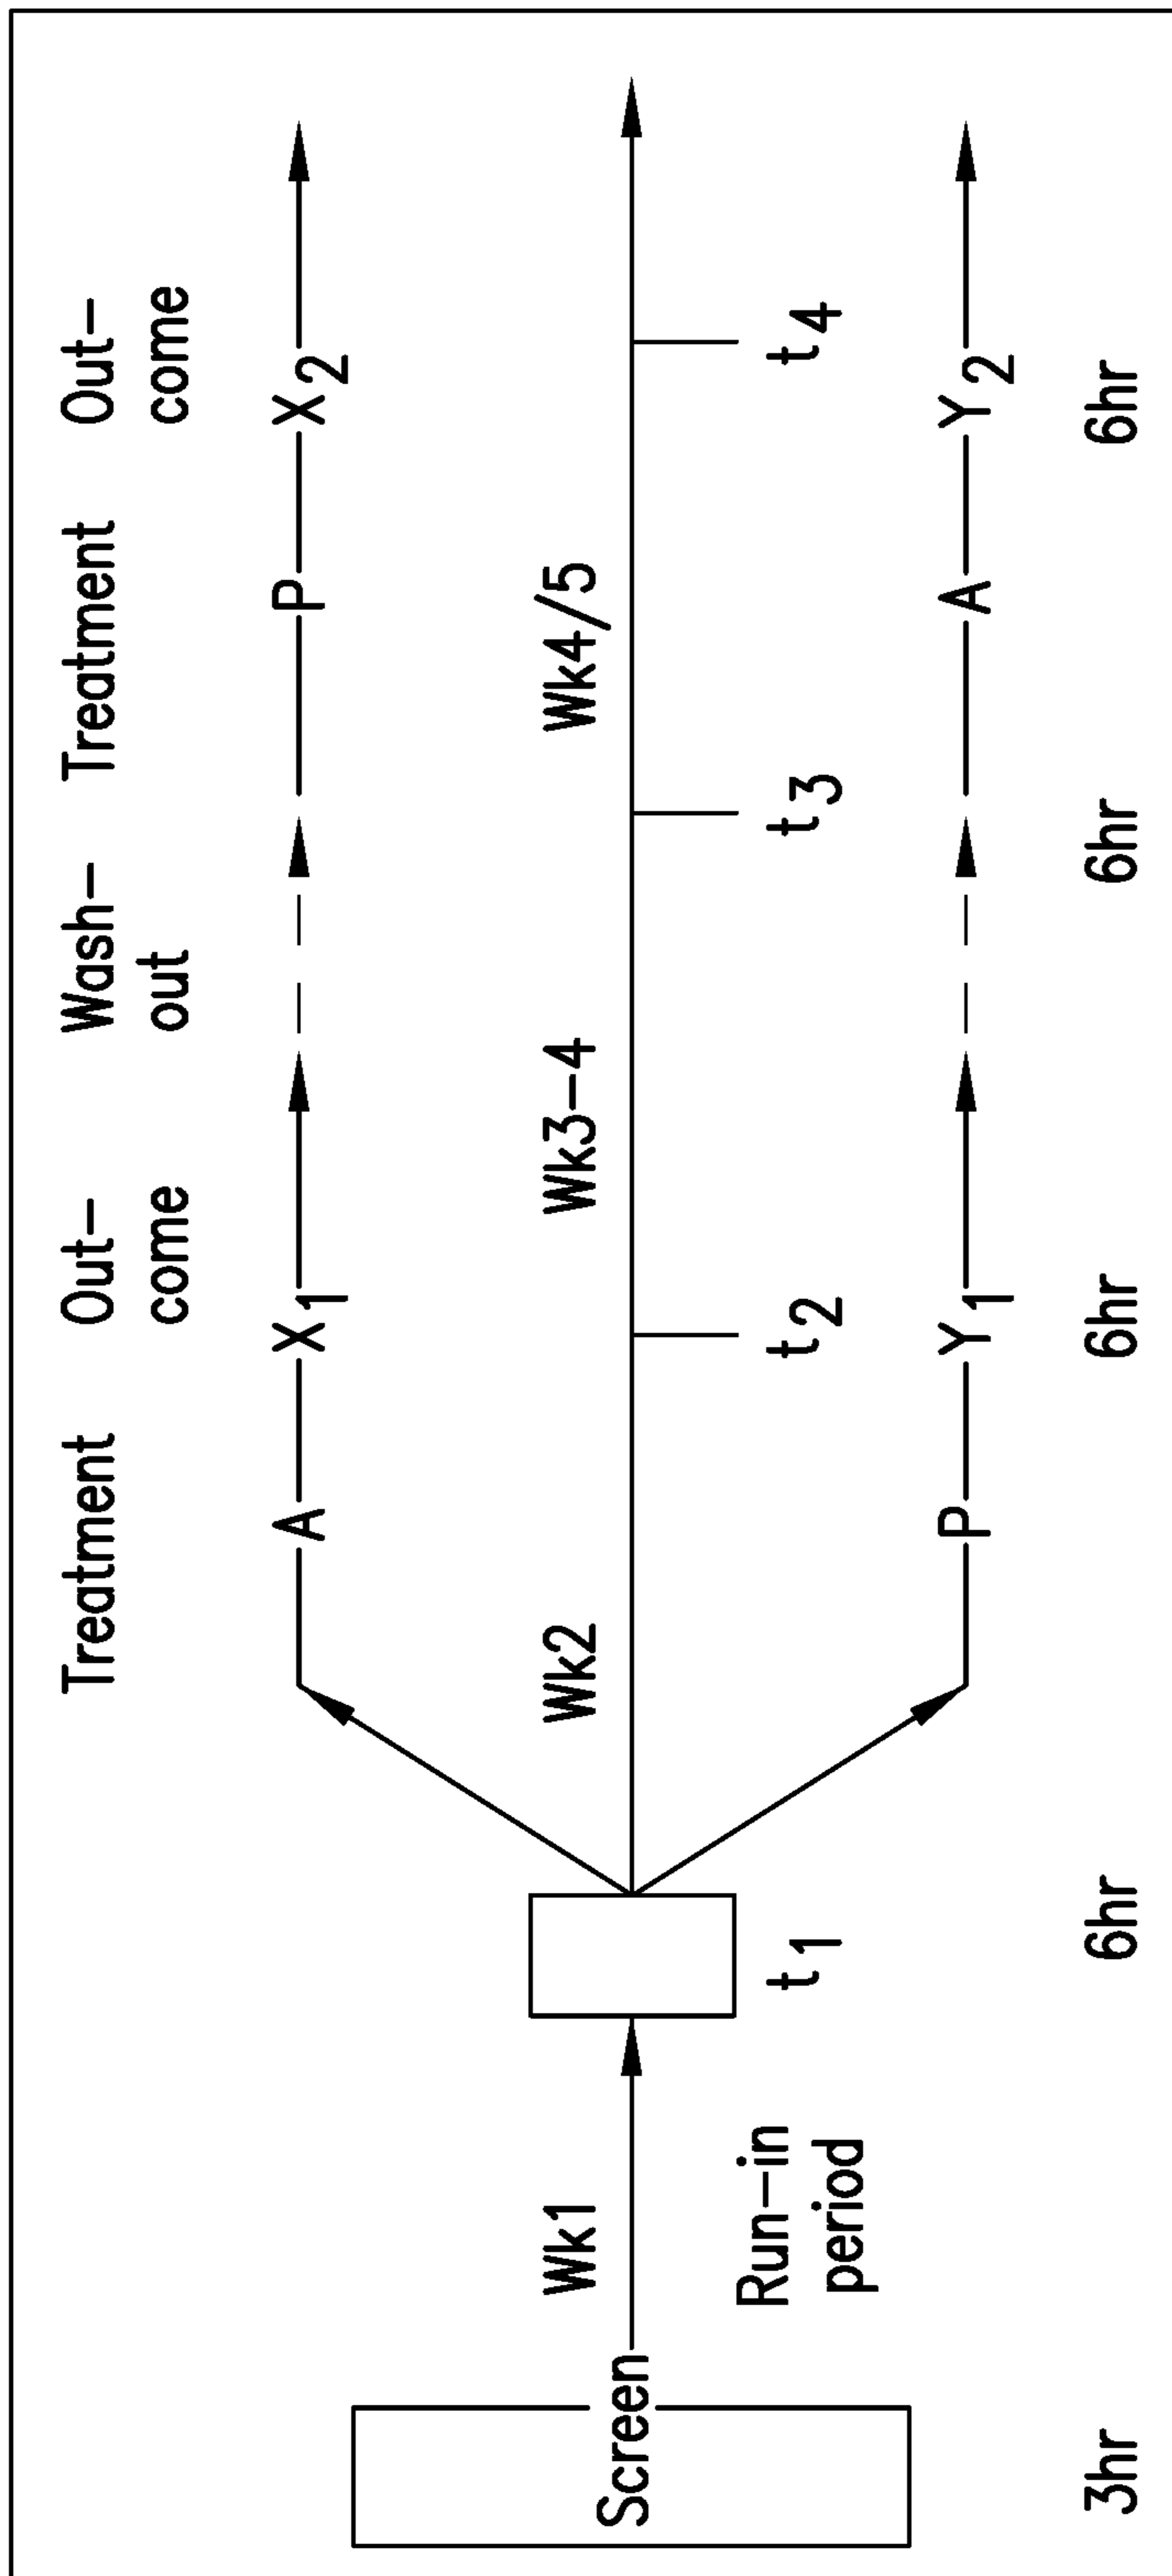 Treatment Out- Wash- Treatment Out-
come out come
A X1 P X2
Wk1 Wk2 Wk3-4 Wk4/5
Screen
t1 t2 t3 t4
Run-in
period
P Y1 A Y2
3hr 6hr 6hr 6hr 6hr